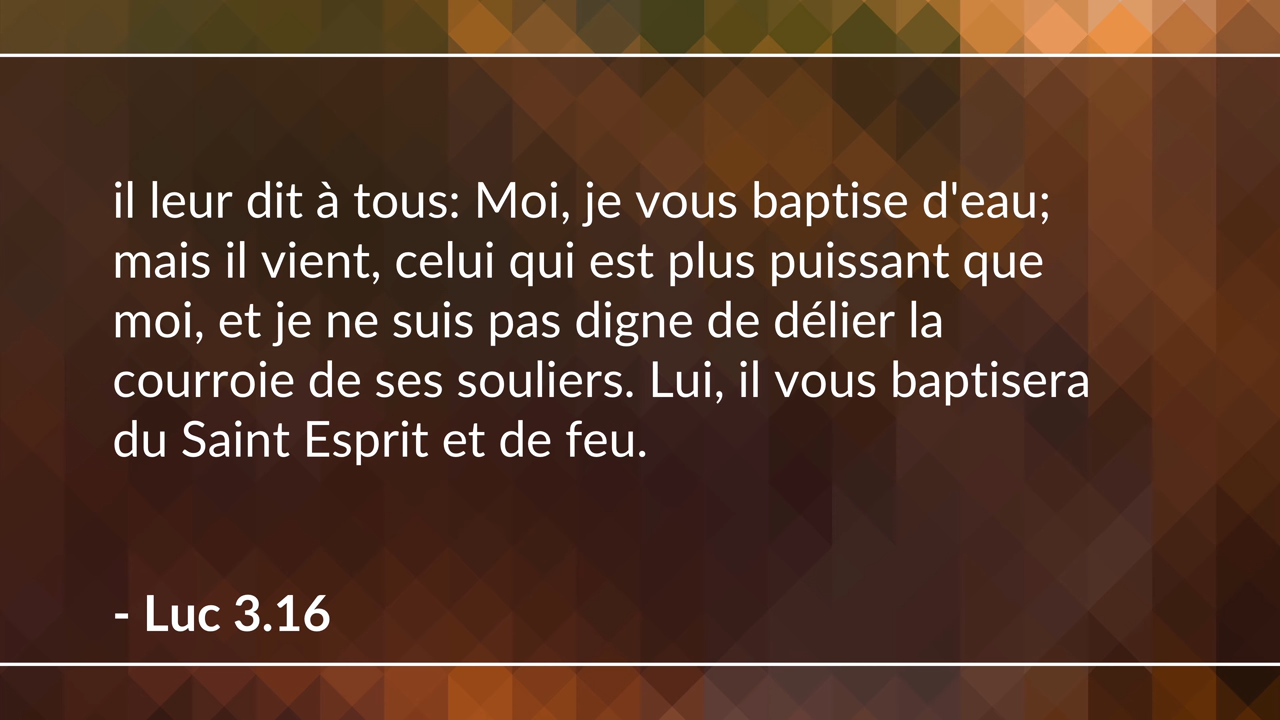 il leur dit à tous: Moi, je vous baptise d'eau;
mais il vient, celui qui est plus puissant que
moi, et je ne suis pas digne de délier la
courroie de ses souliers. Lui, il vous baptisera
du Saint Esprit et de feu.
- Luc 3.16